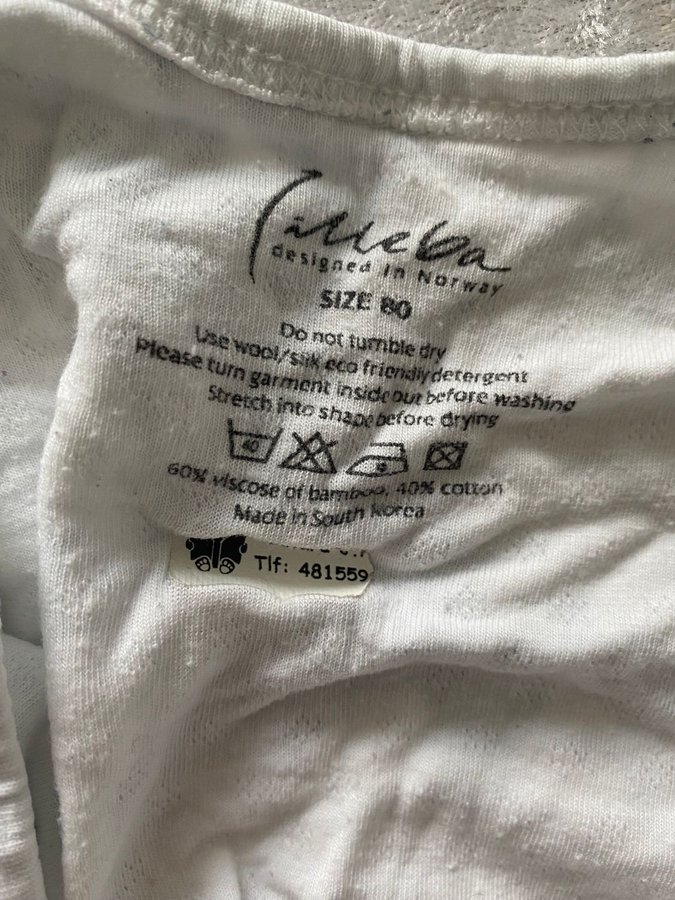 Lilleba
designed in Norway
SIZE 80
Do not tumble dry
Use wool/silk eco friendly detergent
Please turn garment inside out before washing
Stretch into shape before drying
40
60% viscose of bamboo, 40% cotton
Made in South Korea
Tlf: 481559